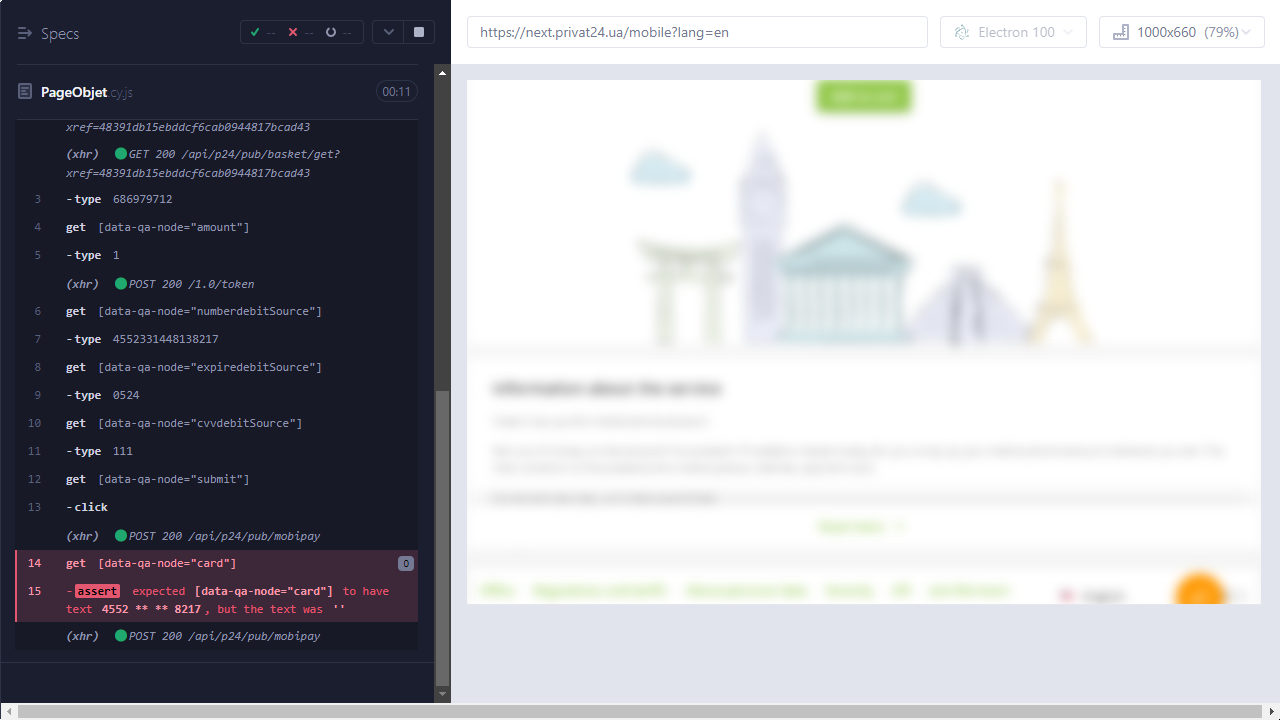 Specs
--
--
--
https://next.privat24.ua/mobile?lang=en
Electron 100
1000x660 (79%)
PageObjet.cy.js
00:11
xref=48391db15ebddcf6cab0944817bcad43
(xhr) GET 200 /api/p24/pub/basket/get?
xref=48391db15ebddcf6cab0944817bcad43
3 -type 686979712
4 get [data-qa-node="amount"]
5 -type 1
(xhr) POST 200 /1.0/token
6 get [data-qa-node="numberdebitSource"]
7 -type 4552331448138217
8 get [data-qa-node="expiredebitSource"]
9 -type 0524
10 get [data-qa-node="cvvdebitSource"]
11 -type 111
12 get [data-qa-node="submit"]
13 -click
(xhr) POST 200 /api/p24/pub/mobipay
14 get [data-qa-node="card"] 0
15 -assert expected [data-qa-node="card"] to have
text 4552 ** ** 8217, but the text was ''
(xhr) POST 200 /api/p24/pub/mobipay
Information about the service